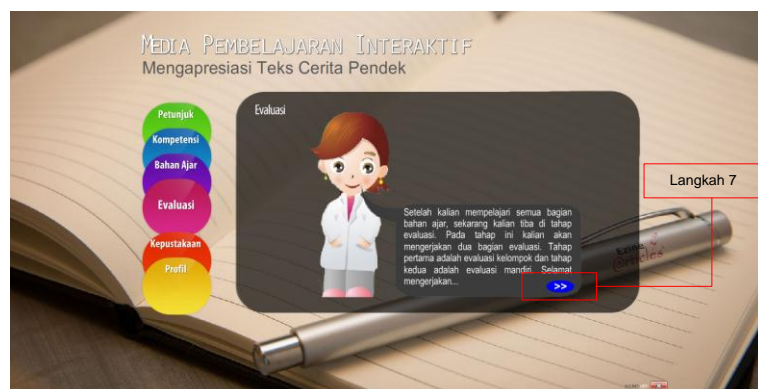 MEDIA PEMBELAJARAN INTERAKTIF
Mengapresiasi Teks Cerita Pendek
Petunjuk
Kompetensi
Bahan Ajar
Evaluasi
Kepustakaan
Profil
Evaluasi
Setelah kalian mempelajari semua bagian
bahan ajar, sekarang kalian tiba di tahap
evaluasi. Pada tahap ini kalian akan
mengerjakan dua bagian evaluasi. Tahap
pertama adalah evaluasi kelompok dan tahap
kedua adalah evaluasi mandiri. Selamat
mengerjakan...
>>
Langkah 7